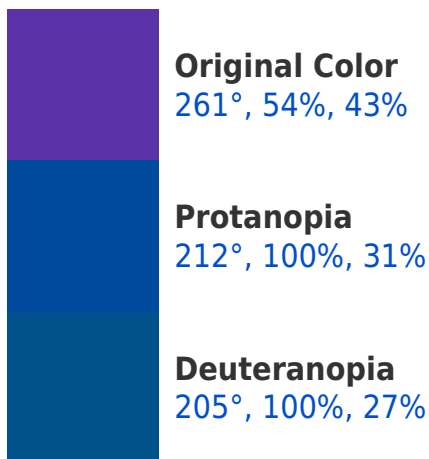 Original Color
261°, 54%, 43%
Protanopia
212°, 100%, 31%
Deuteranopia
205°, 100%, 27%